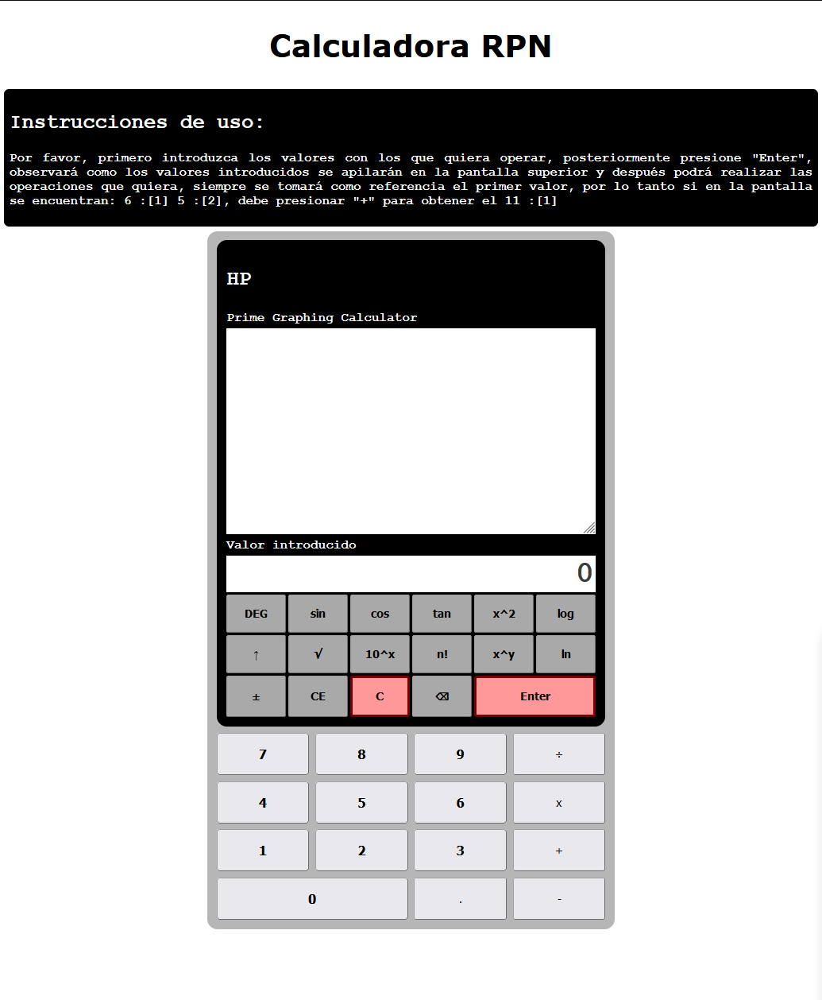 Calculadora RPN
Instrucciones de uso:
Por favor, primero introduzca los valores con los que quiera operar, posteriormente presione "Enter",
observará como los valores introducidos se apilarán en la pantalla superior y después podrá realizar las
operaciones que quiera, siempre se tomará como referencia el primer valor, por lo tanto si en la pantalla
se encuentran: 6 :[1] 5 :[2], debe presionar "+" para obtener el 11 :[1]
HP
Prime Graphing Calculator
Valor introducido
0
DEG sin cos tan x^2 log
↑ √ 10^x n! x^y ln
± CE C ⌫ Enter
7 8 9 ÷
4 5 6 x
1 2 3 +
0 . -